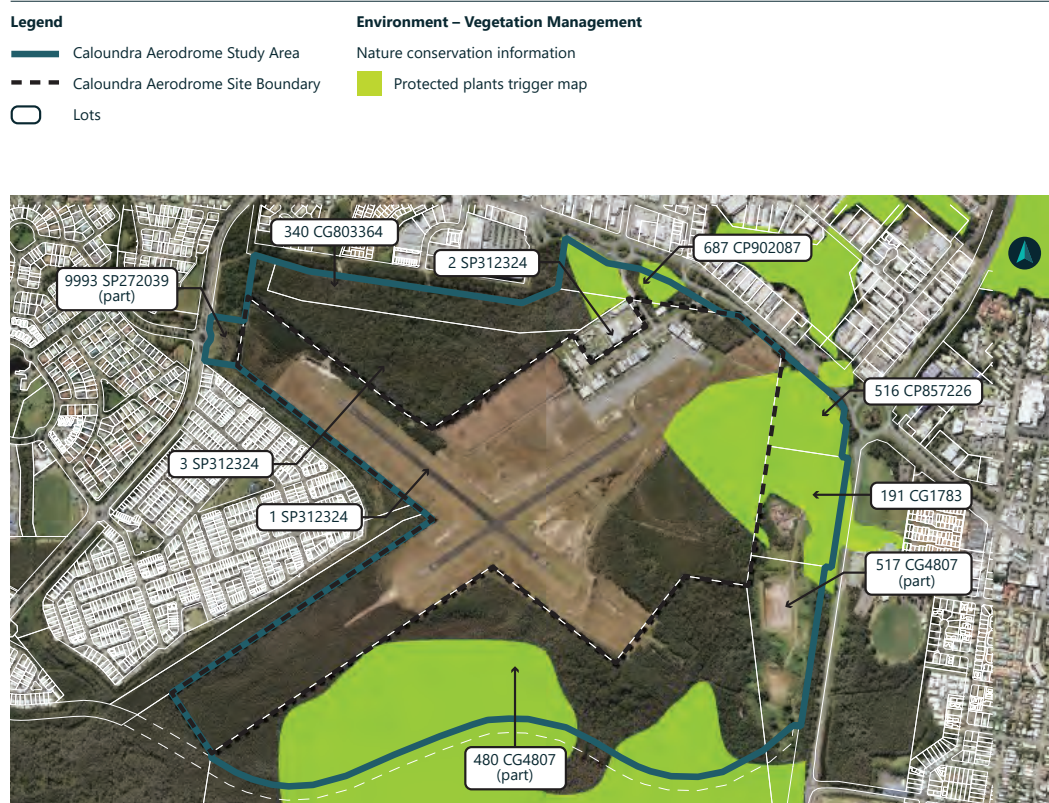 Legend
Caloundra Aerodrome Study Area
Caloundra Aerodrome Site Boundary
Lots
Environment – Vegetation Management
Nature conservation information
Protected plants trigger map
340 CG803364
687 CP902087
2 SP312324
9993 SP272039
(part)
516 CP857226
3 SP312324
191 CG1783
1 SP312324
517 CG4807
(part)
480 CG4807
(part)